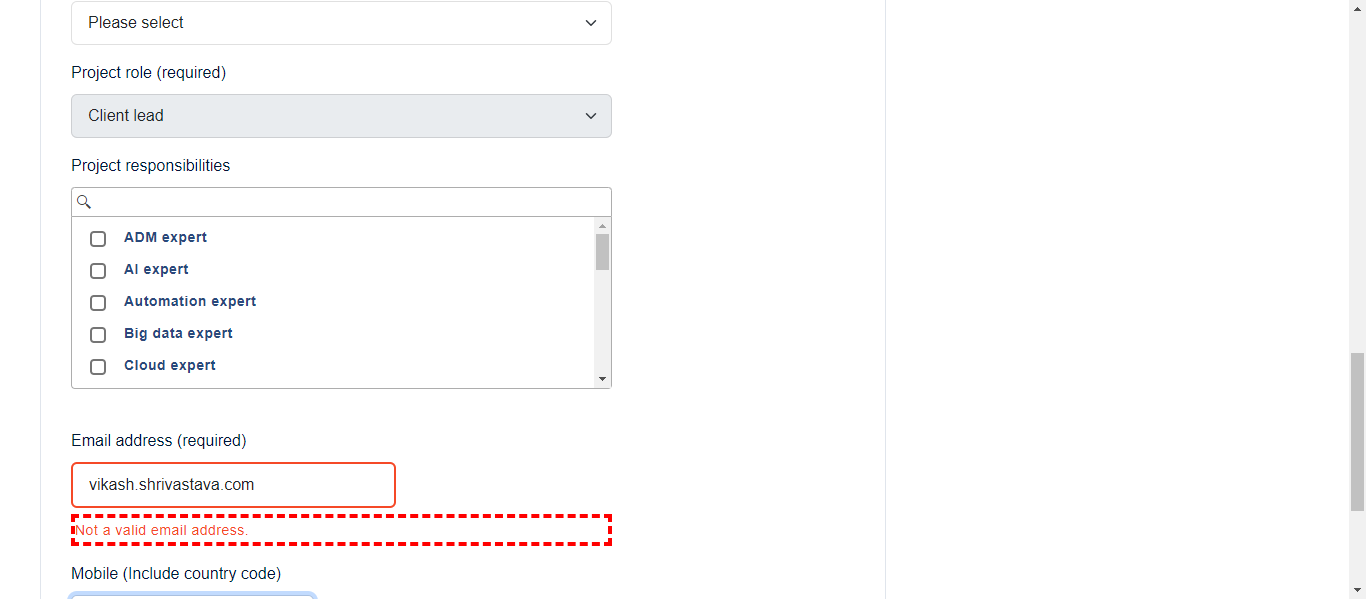 Please select
Project role (required)
Client lead
Project responsibilities
ADM expert
AI expert
Automation expert
Big data expert
Cloud expert
Email address (required)
vikash.shrivastava.com
Not a valid email address.
Mobile (Include country code)